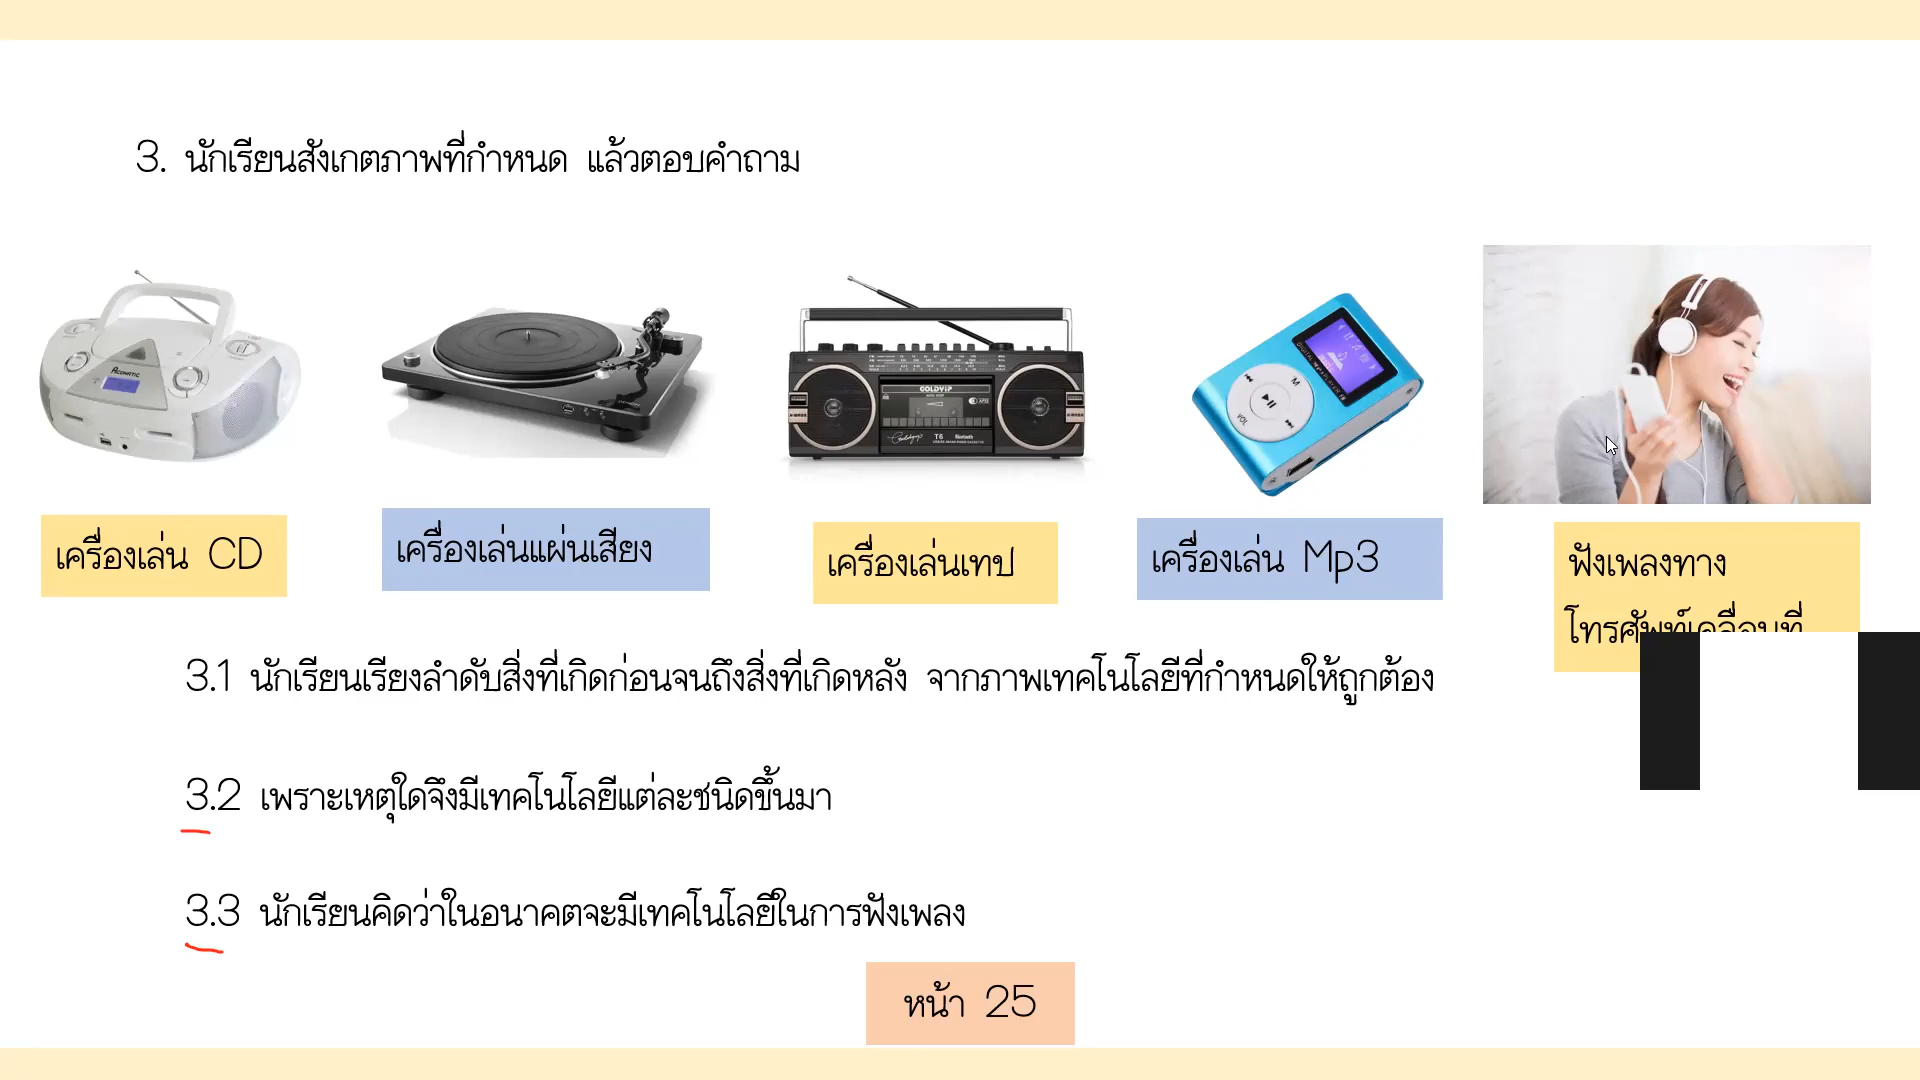 3. นักเรียนสังเกตภาพที่กำหนด แล้วตอบคำถาม
เครื่องเล่น CD
เครื่องเล่นแผ่นเสียง
เครื่องเล่นเทป
เครื่องเล่น Mp3
ฟังเพลงทาง
โทรศัพท์เคลื่อนที่
ACONATIC
GOLDYIP
T6
Bluetooth
M
VOL
3.1 นักเรียนเรียงลำดับสิ่งที่เกิดก่อนจนถึงสิ่งที่เกิดหลัง จากภาพเทคโนโลยีที่กำหนดให้ถูกต้อง
3.2 เพราะเหตุใดจึงมีเทคโนโลยีแต่ละชนิดขึ้นมา
3.3 นักเรียนคิดว่าในอนาคตจะมีเทคโนโลยีในการฟังเพลง
หน้า 25